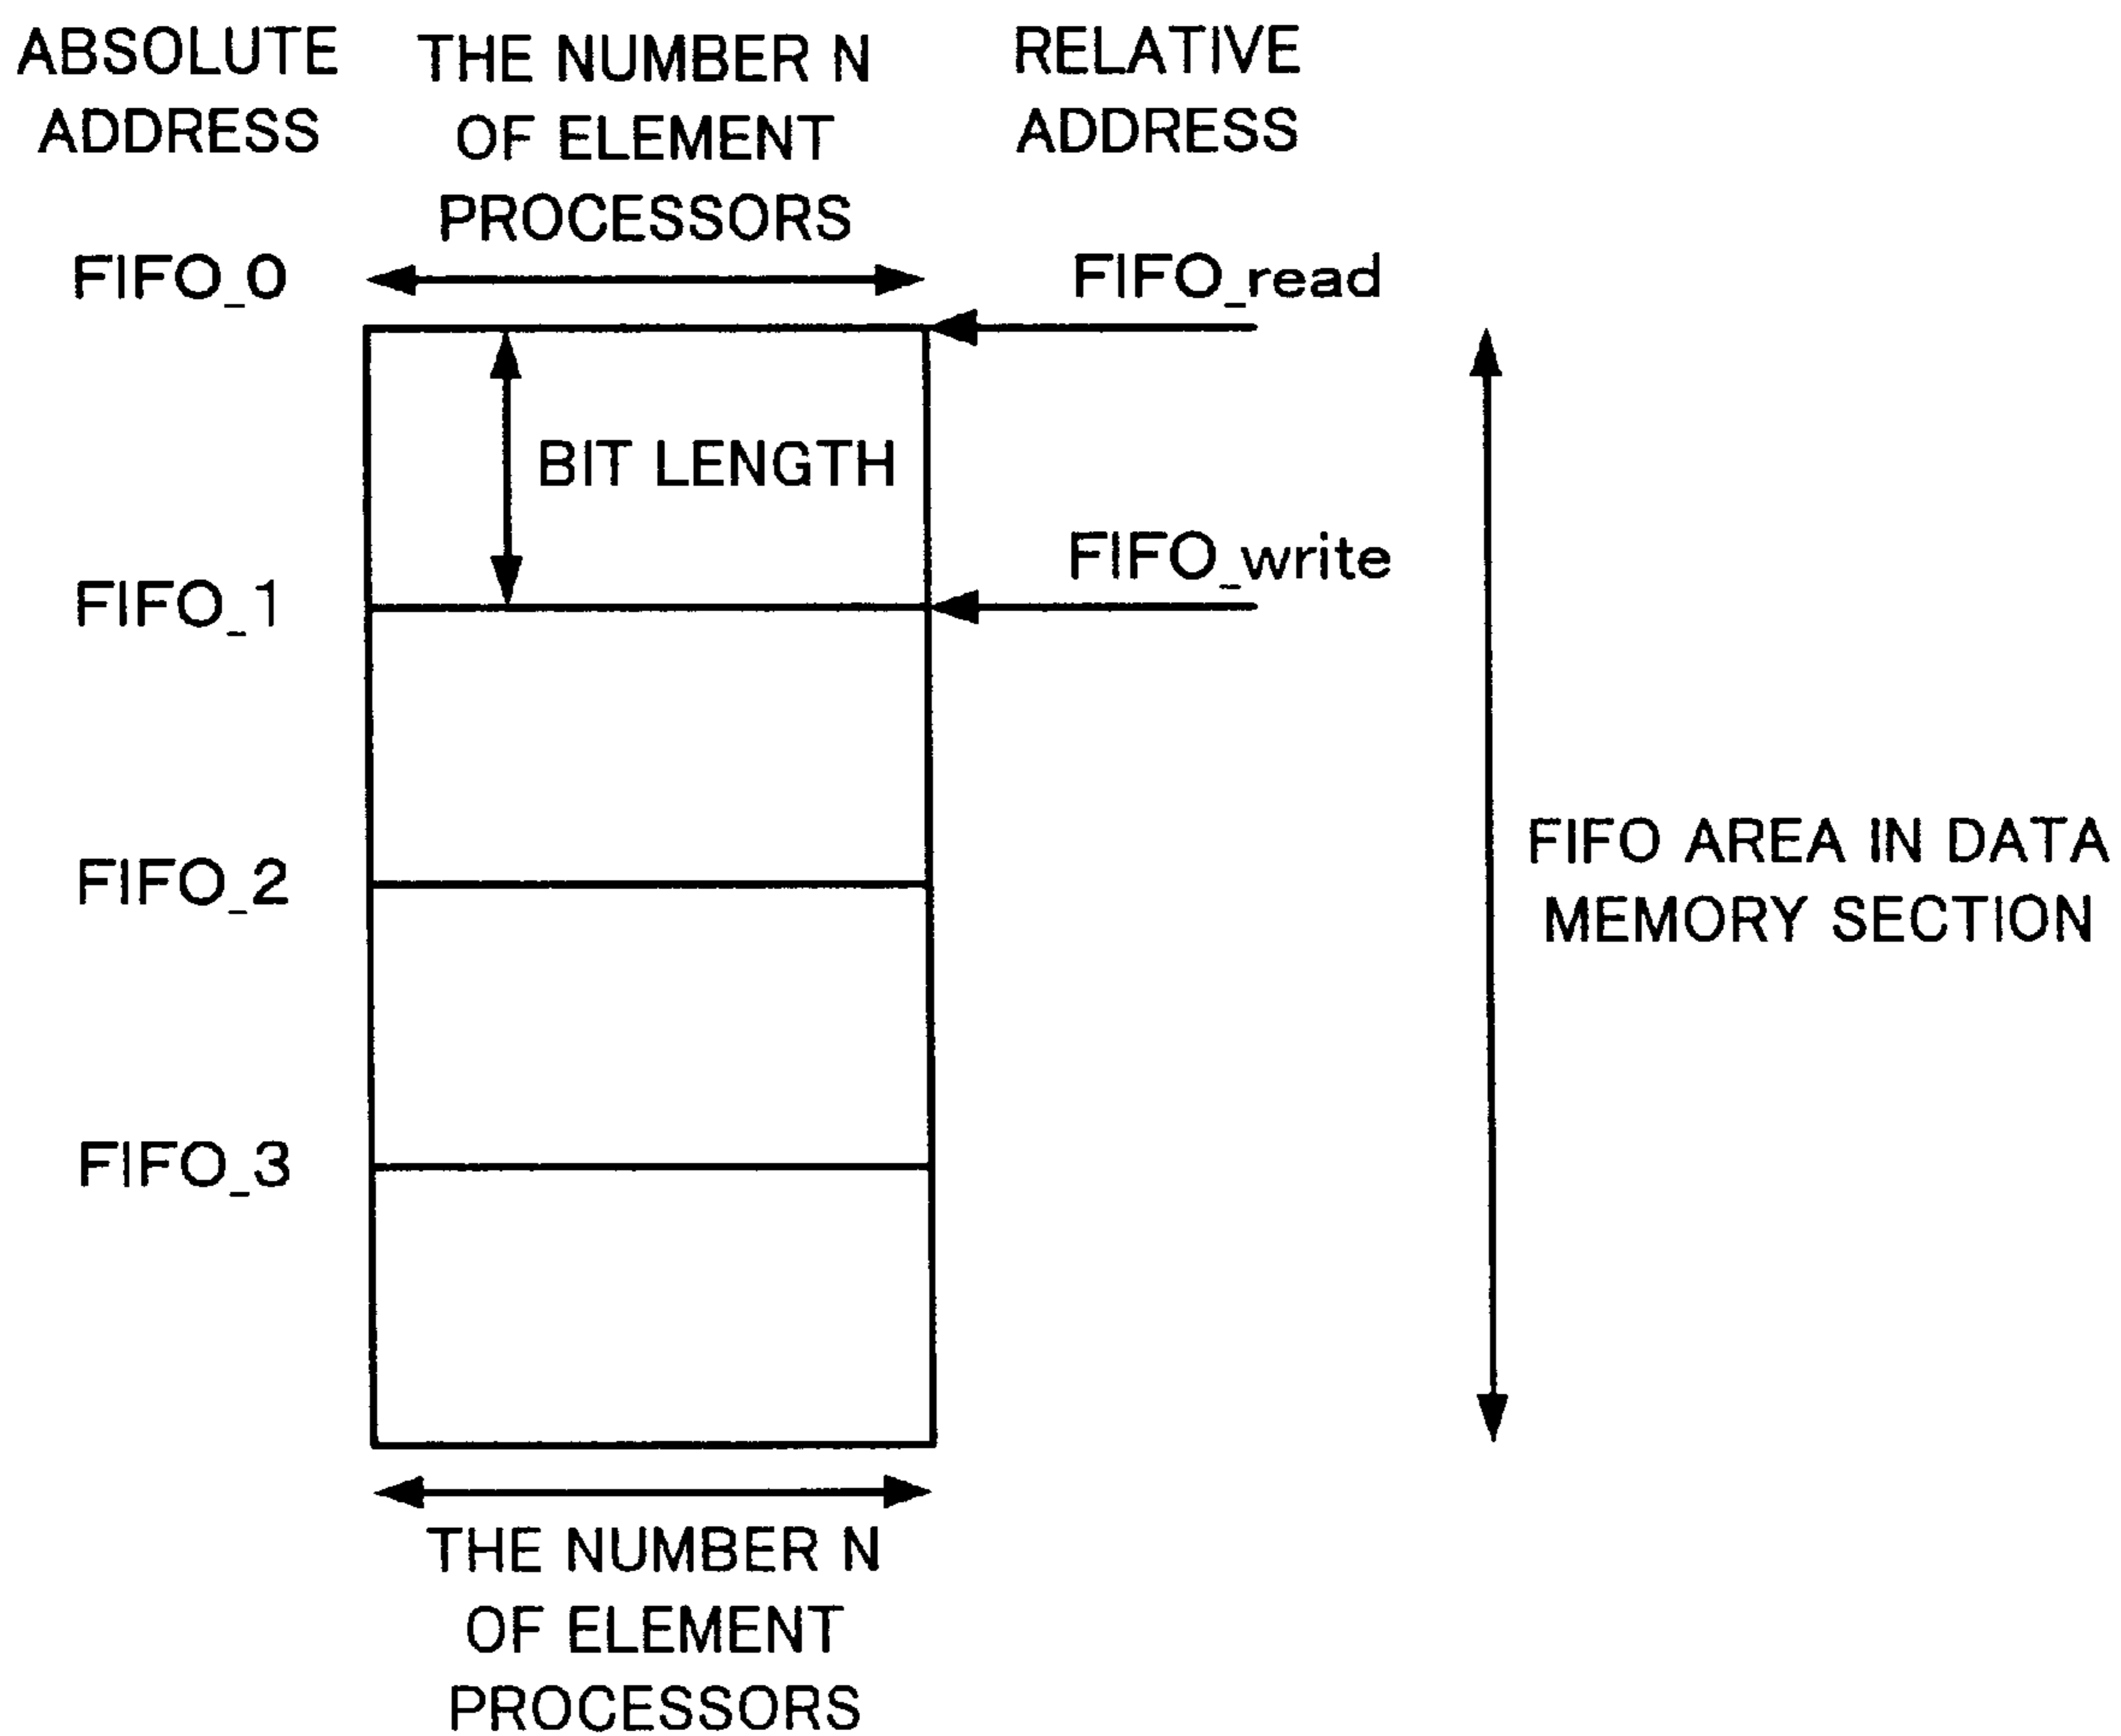 ABSOLUTE
ADDRESS
THE NUMBER N
OF ELEMENT
PROCESSORS
RELATIVE
ADDRESS
FIFO_0
FIFO_read
BIT LENGTH
FIFO_write
FIFO_1
FIFO_2
FIFO AREA IN DATA
MEMORY SECTION
FIFO_3
THE NUMBER N
OF ELEMENT
PROCESSORS